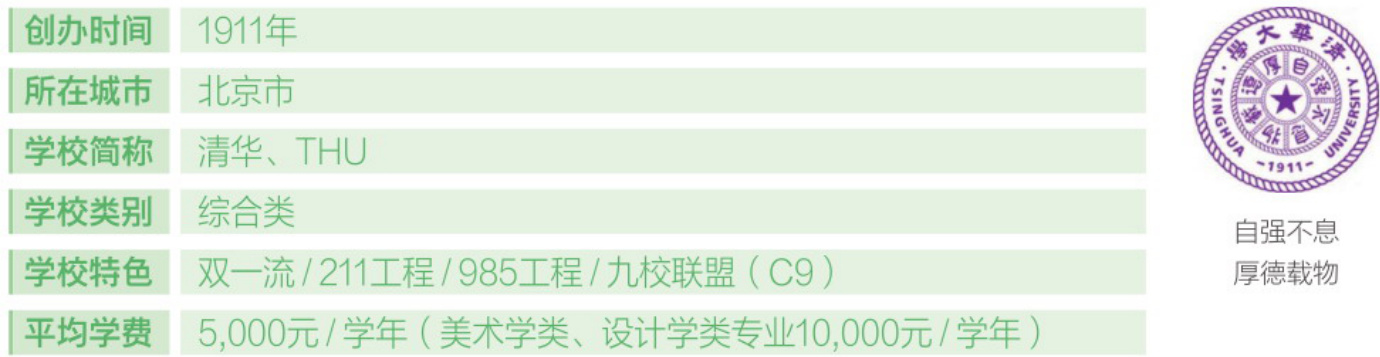 创办时间 1911年
所在城市 北京市
学校简称 清华、THU
学校类别 综合类
学校特色 双一流 / 211工程 / 985工程 / 九校联盟（C9）
平均学费 5,000元 / 学年（美术学类、设计学类专业10,000元 / 学年）
清華大學
TSINGHUA UNIVERSITY
自强不息厚德載物
-1911-
自强不息
厚德载物